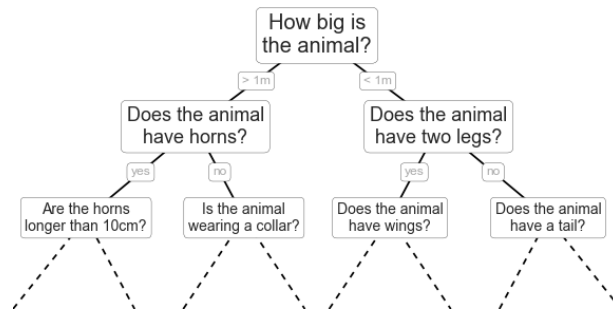 How big is
the animal?
> 1m
< 1m
Does the animal
have horns?
Does the animal
have two legs?
yes
no
yes
no
Are the horns
longer than 10cm?
Is the animal
wearing a collar?
Does the animal
have wings?
Does the animal
have a tail?